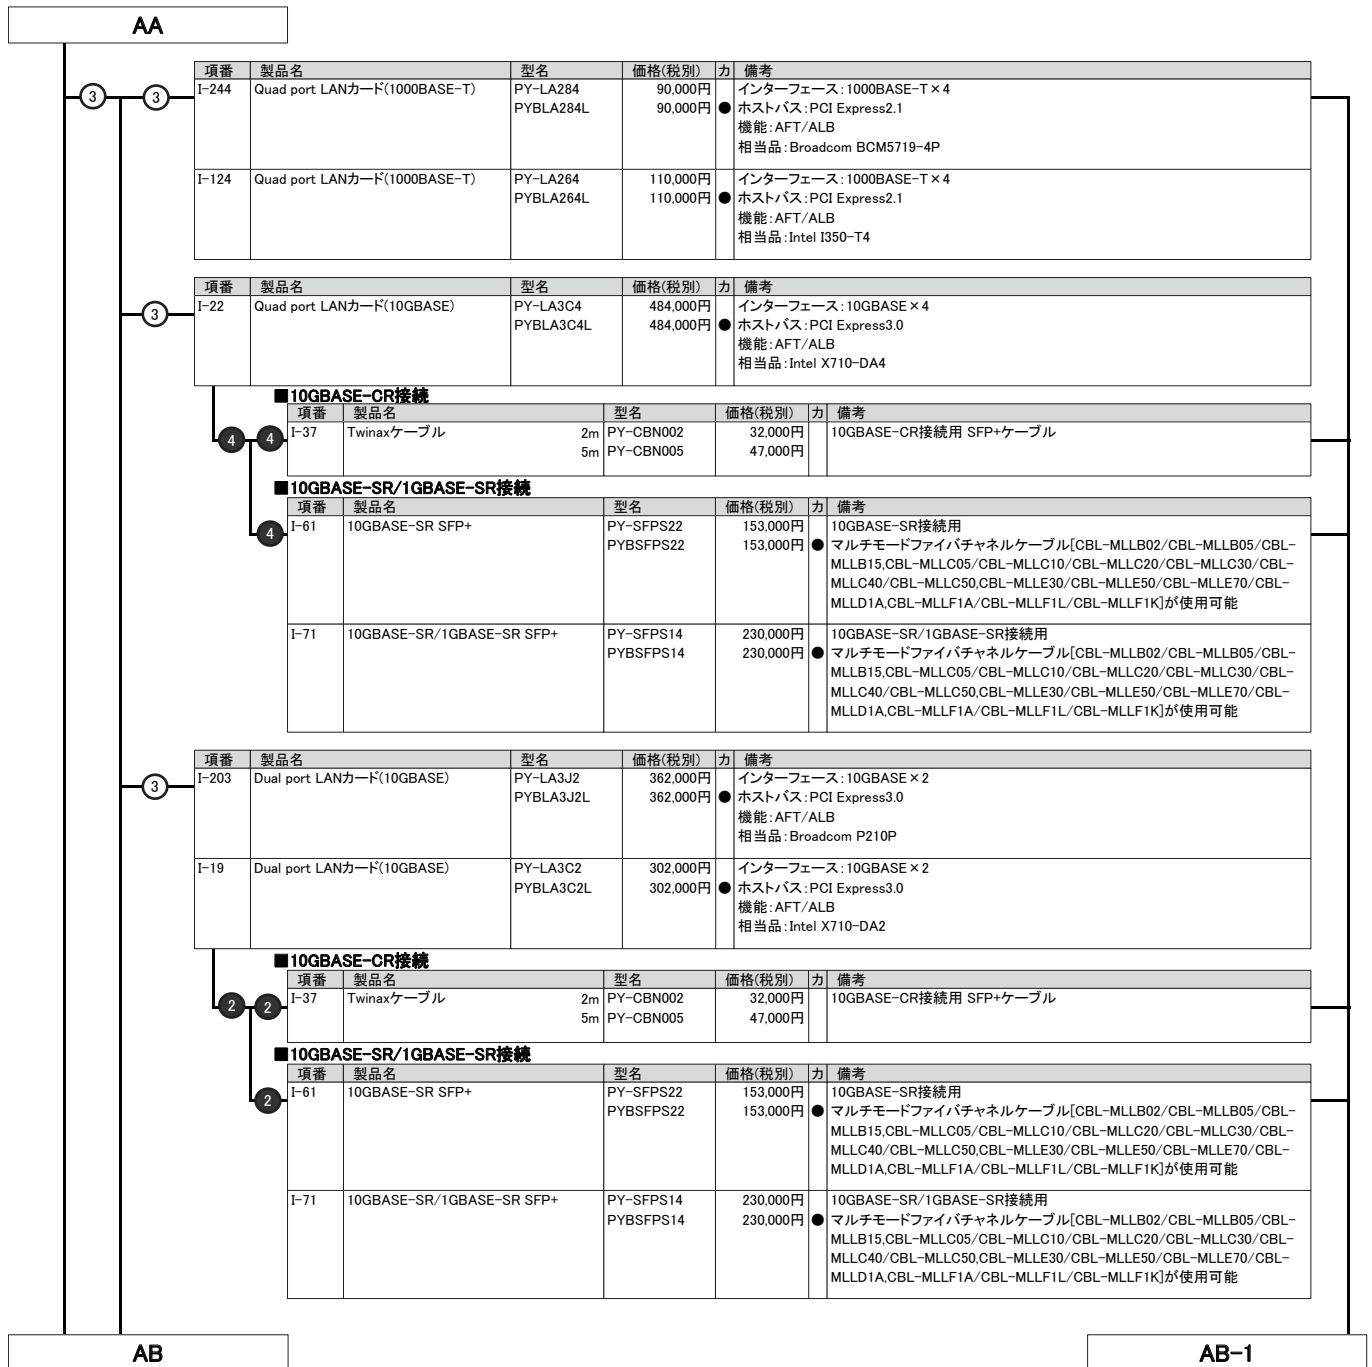 AA
項番 製品名 型名 価格(税別) カ 備考
③ ③ I-244 Quad port LANカード(1000BASE-T) PY-LA284 90,000円 インターフェース:1000BASE-T×4
PYBLA284L 90,000円 ● ホストバス:PCI Express2.1
機能:AFT/ALB
相当品:Broadcom BCM5719-4P
I-124 Quad port LANカード(1000BASE-T) PY-LA264 110,000円 インターフェース:1000BASE-T×4
PYBLA264L 110,000円 ● ホストバス:PCI Express2.1
機能:AFT/ALB
相当品:Intel I350-T4
項番 製品名 型名 価格(税別) カ 備考
③ I-22 Quad port LANカード(10GBASE) PY-LA3C4 484,000円 インターフェース:10GBASE×4
PYBLA3C4L 484,000円 ● ホストバス:PCI Express3.0
機能:AFT/ALB
相当品:Intel X710-DA4
■10GBASE-CR接続
項番 製品名 型名 価格(税別) カ 備考
❹ ❹ I-37 Twinaxケーブル 2m PY-CBN002 32,000円 10GBASE-CR接続用 SFP+ケーブル
5m PY-CBN005 47,000円
■10GBASE-SR/1GBASE-SR接続
項番 製品名 型名 価格(税別) カ 備考
❹ I-61 10GBASE-SR SFP+ PY-SFPS22 153,000円 10GBASE-SR接続用
PYBSFPS22 153,000円 ● マルチモードファイバチャネルケーブル[CBL-MLLB02/CBL-MLLB05/CBL-
MLLB15,CBL-MLLC05/CBL-MLLC10/CBL-MLLC20/CBL-MLLC30/CBL-
MLLC40/CBL-MLLC50,CBL-MLLE30/CBL-MLLE50/CBL-MLLE70/CBL-
MLLD1A,CBL-MLLF1A/CBL-MLLF1L/CBL-MLLF1K]が使用可能
I-71 10GBASE-SR/1GBASE-SR SFP+ PY-SFPS14 230,000円 10GBASE-SR/1GBASE-SR接続用
PYBSFPS14 230,000円 ● マルチモードファイバチャネルケーブル[CBL-MLLB02/CBL-MLLB05/CBL-
MLLB15,CBL-MLLC05/CBL-MLLC10/CBL-MLLC20/CBL-MLLC30/CBL-
MLLC40/CBL-MLLC50,CBL-MLLE30/CBL-MLLE50/CBL-MLLE70/CBL-
MLLD1A,CBL-MLLF1A/CBL-MLLF1L/CBL-MLLF1K]が使用可能
項番 製品名 型名 価格(税別) カ 備考
③ I-203 Dual port LANカード(10GBASE) PY-LA3J2 362,000円 インターフェース:10GBASE×2
PYBLA3J2L 362,000円 ● ホストバス:PCI Express3.0
機能:AFT/ALB
相当品:Broadcom P210P
I-19 Dual port LANカード(10GBASE) PY-LA3C2 302,000円 インターフェース:10GBASE×2
PYBLA3C2L 302,000円 ● ホストバス:PCI Express3.0
機能:AFT/ALB
相当品:Intel X710-DA2
■10GBASE-CR接続
項番 製品名 型名 価格(税別) カ 備考
❷ ❷ I-37 Twinaxケーブル 2m PY-CBN002 32,000円 10GBASE-CR接続用 SFP+ケーブル
5m PY-CBN005 47,000円
■10GBASE-SR/1GBASE-SR接続
項番 製品名 型名 価格(税別) カ 備考
❷ I-61 10GBASE-SR SFP+ PY-SFPS22 153,000円 10GBASE-SR接続用
PYBSFPS22 153,000円 ● マルチモードファイバチャネルケーブル[CBL-MLLB02/CBL-MLLB05/CBL-
MLLB15,CBL-MLLC05/CBL-MLLC10/CBL-MLLC20/CBL-MLLC30/CBL-
MLLC40/CBL-MLLC50,CBL-MLLE30/CBL-MLLE50/CBL-MLLE70/CBL-
MLLD1A,CBL-MLLF1A/CBL-MLLF1L/CBL-MLLF1K]が使用可能
I-71 10GBASE-SR/1GBASE-SR SFP+ PY-SFPS14 230,000円 10GBASE-SR/1GBASE-SR接続用
PYBSFPS14 230,000円 ● マルチモードファイバチャネルケーブル[CBL-MLLB02/CBL-MLLB05/CBL-
MLLB15,CBL-MLLC05/CBL-MLLC10/CBL-MLLC20/CBL-MLLC30/CBL-
MLLC40/CBL-MLLC50,CBL-MLLE30/CBL-MLLE50/CBL-MLLE70/CBL-
MLLD1A,CBL-MLLF1A/CBL-MLLF1L/CBL-MLLF1K]が使用可能
AB AB-1